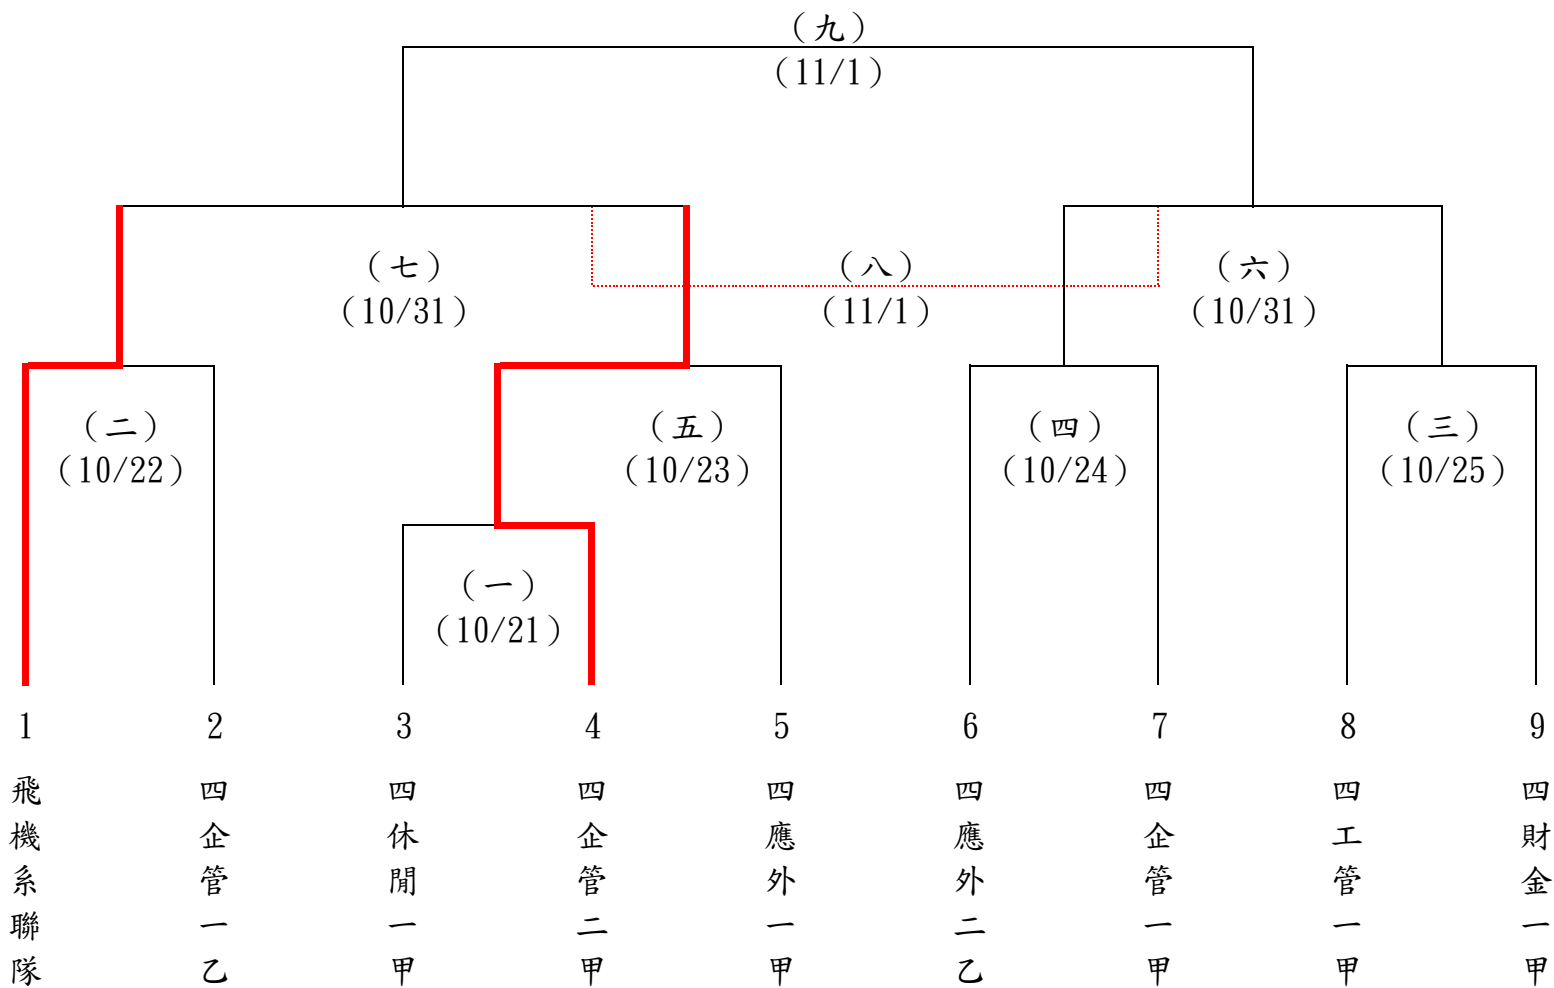 （九）
（11/1）
（七）
（10/31）
（八）
（11/1）
（六）
（10/31）
（二）
（10/22）
（五）
（10/23）
（四）
（10/24）
（三）
（10/25）
（一）
（10/21）
1
2
3
4
5
6
7
8
9
飛機系聯隊
四企管一乙
四休閒一甲
四企管二甲
四應外一甲
四應外二乙
四企管一甲
四工管一甲
四財金一甲